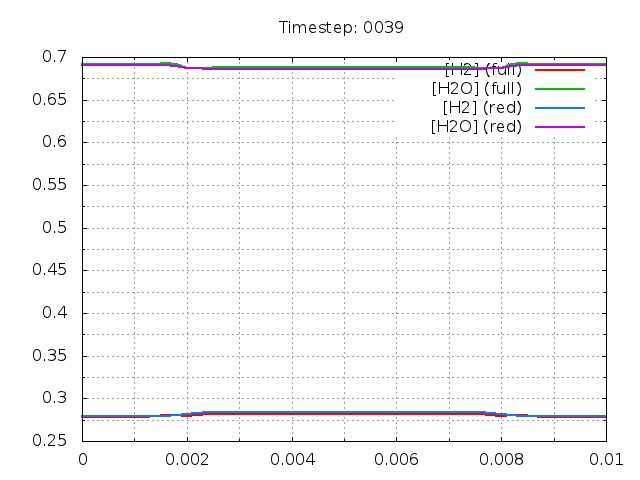 Timestep: 0039
0.7
0.65
0.6
0.55
0.5
0.45
0.4
0.35
0.3
0.25
0 0.002 0.004 0.006 0.008 0.01
[H2] (full)
[H2O] (full)
[H2] (red)
[H2O] (red)